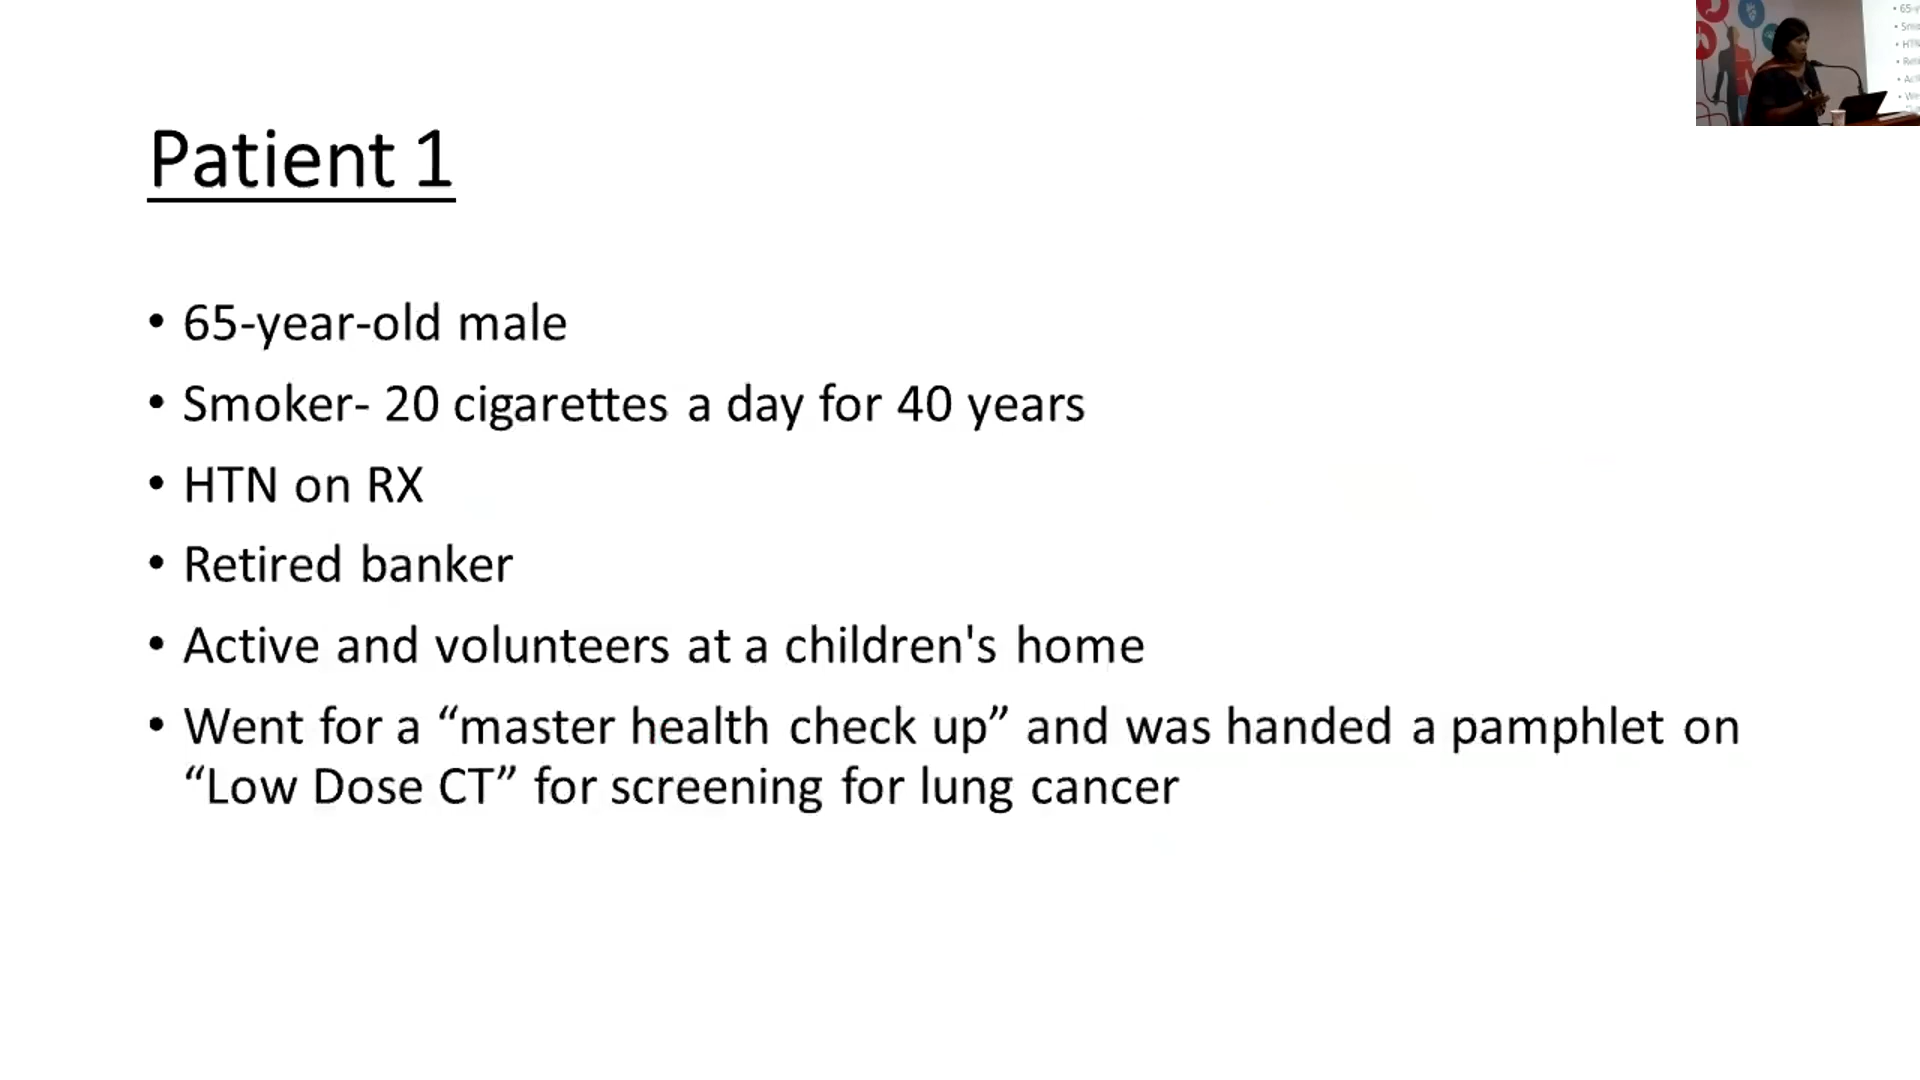 Patient 1
• 65-year-old male
• Smoker- 20 cigarettes a day for 40 years
• HTN on RX
• Retired banker
• Active and volunteers at a children's home
• Went for a “master health check up” and was handed a pamphlet on
“Low Dose CT” for screening for lung cancer